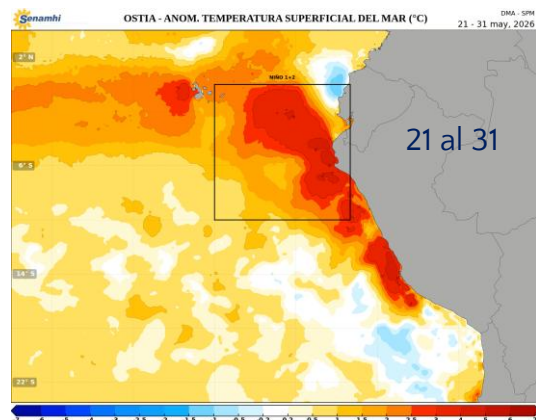 Senamhi
OSTIA - ANOM. TEMPERATURA SUPERFICIAL DEL MAR (°C)
DMA - SPM
21 - 31 may, 2026
2°N
NIÑO 1+2
21 al 31
6°S
14°S
22°S